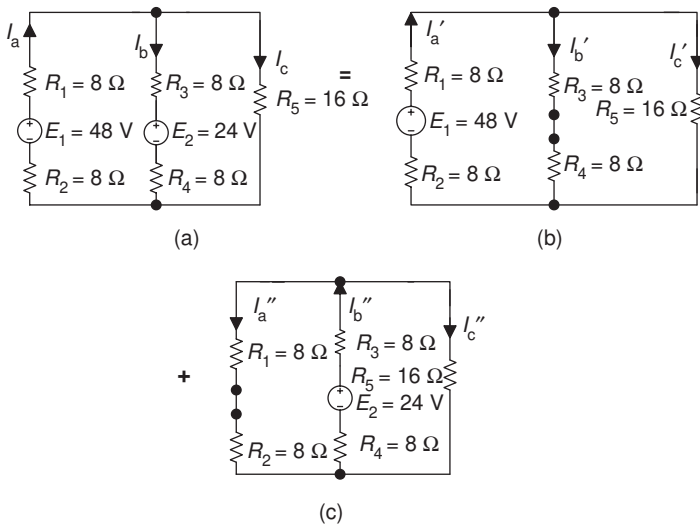 I_a
I_b
I_c
R_1 = 8 Ω
R_3 = 8 Ω
R_5 = 16 Ω
+
−
E_1 = 48 V
+
−
E_2 = 24 V
R_2 = 8 Ω
R_4 = 8 Ω
(a)
=
I_a′
I_b′
I_c′
R_1 = 8 Ω
R_3 = 8 Ω
R_5 = 16 Ω
+
−
E_1 = 48 V
R_2 = 8 Ω
R_4 = 8 Ω
(b)
+
I_a″
I_b″
I_c″
R_1 = 8 Ω
R_3 = 8 Ω
R_5 = 16 Ω
+
−
E_2 = 24 V
R_2 = 8 Ω
R_4 = 8 Ω
(c)